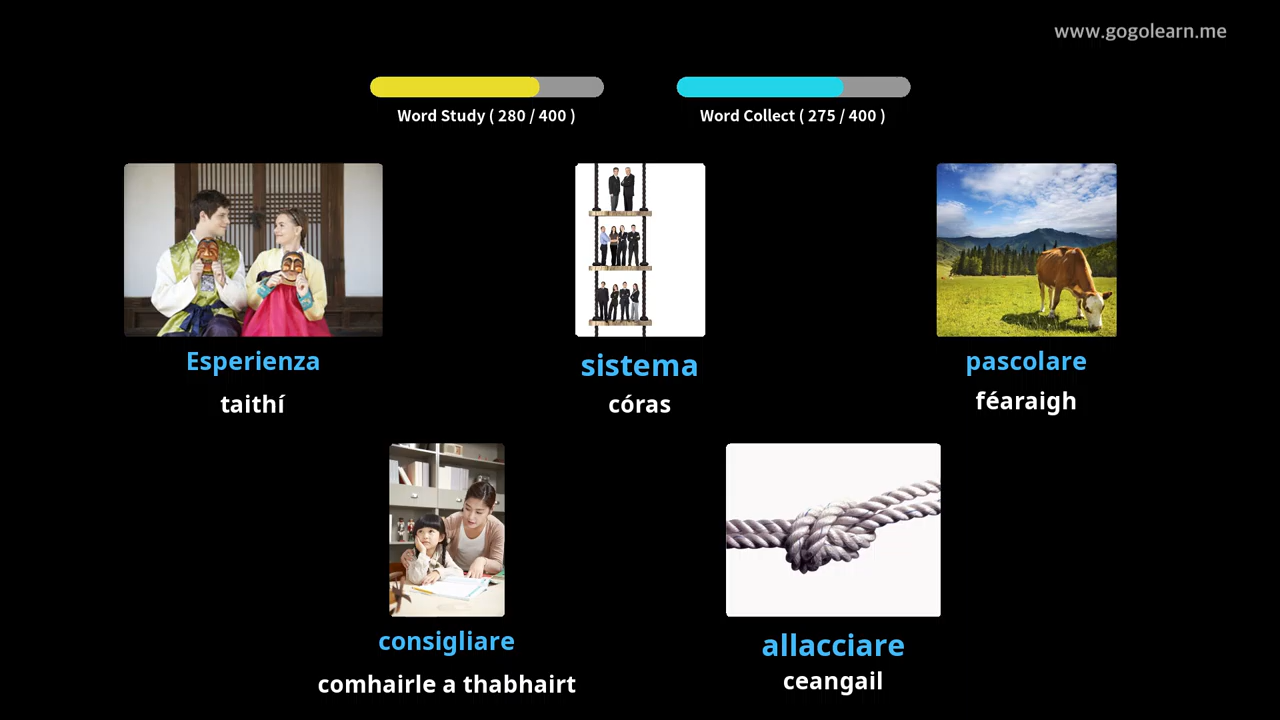 www.gogolearn.me
Word Study ( 280 / 400 )
Word Collect ( 275 / 400 )
Esperienza
taithí
sistema
córas
pascolare
féaraigh
consigliare
comhairle a thabhairt
allacciare
ceangail